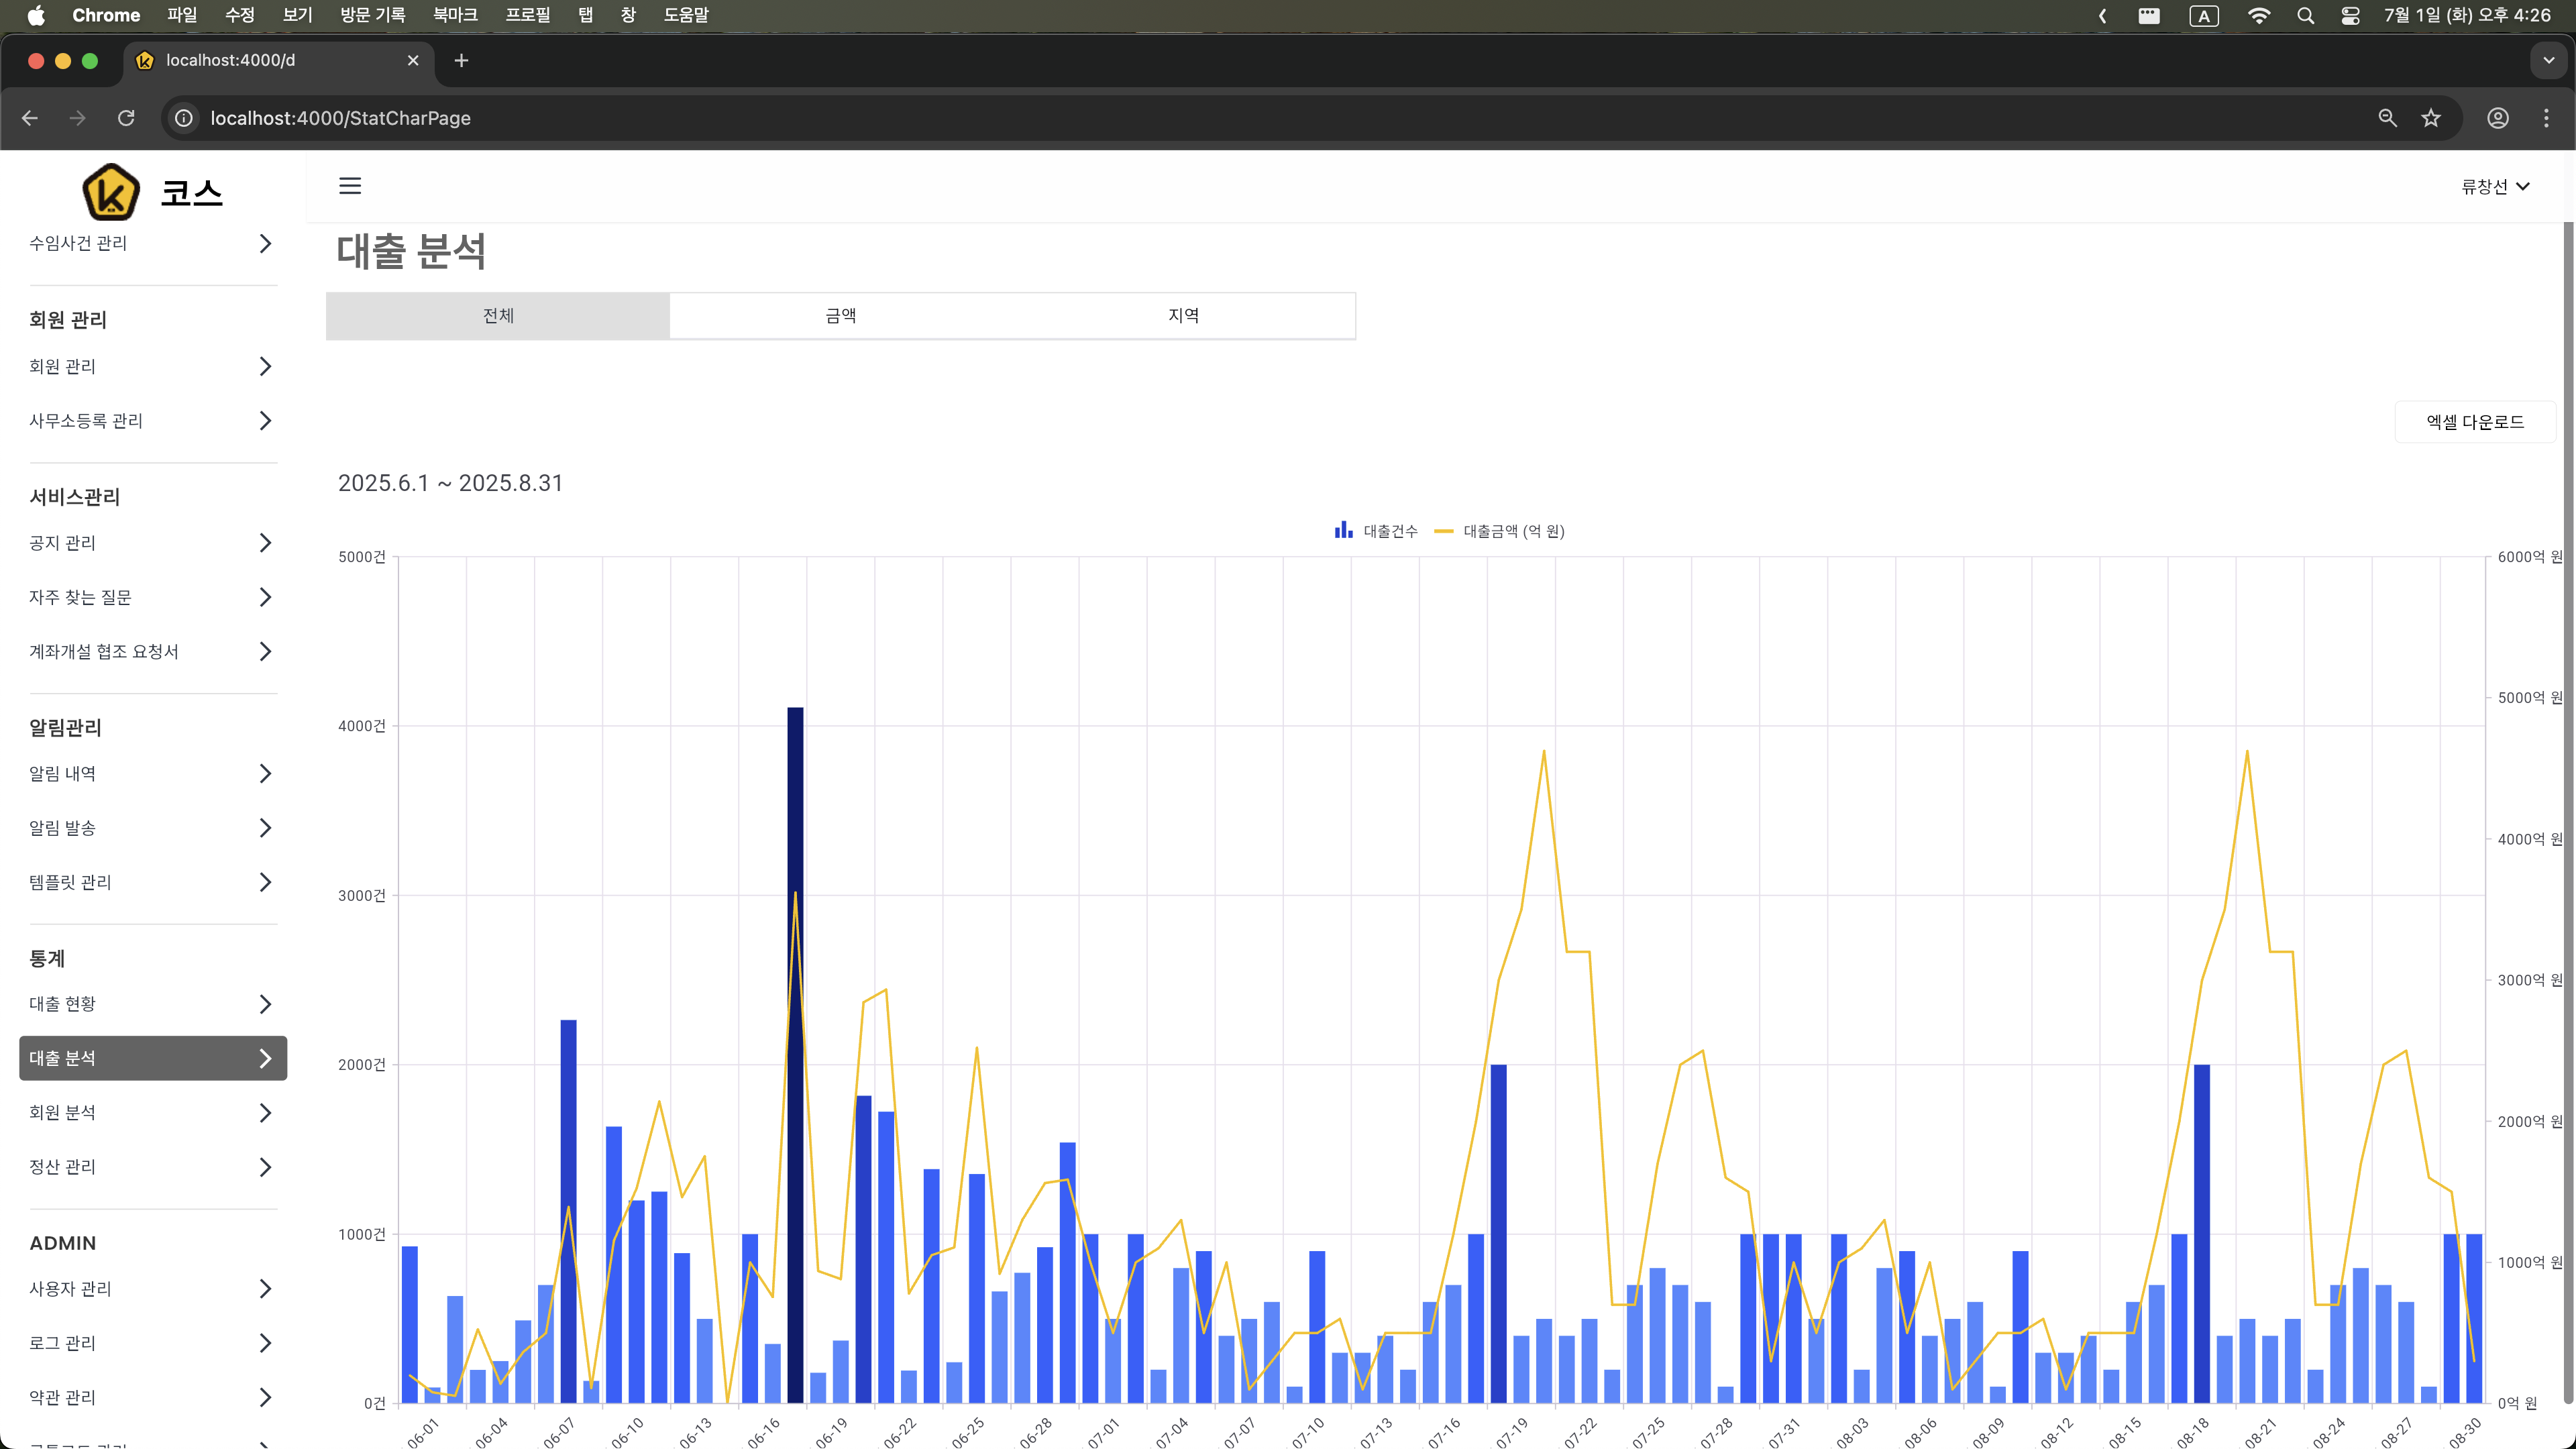 Chrome 파일 수정 보기 방문 기록 북마크 프로필 탭 창 도움말 A 7월 1일 (화) 오후 4:26
localhost:4000/d
localhost:4000/StatCharPage
코스
류창선
수임사건 관리
회원 관리
회원 관리
사무소등록 관리
서비스관리
공지 관리
자주 찾는 질문
계좌개설 협조 요청서
알림관리
알림 내역
알림 발송
템플릿 관리
통계
대출 현황
대출 분석
회원 분석
정산 관리
ADMIN
사용자 관리
로그 관리
약관 관리
대출 분석
전체 금액 지역
엑셀 다운로드
2025.6.1 ~ 2025.8.31
대출건수 대출금액 (억 원)
5000건
4000건
3000건
2000건
1000건
0건
6000억 원
5000억 원
4000억 원
3000억 원
2000억 원
1000억 원
0억 원
06-01 06-04 06-07 06-10 06-13 06-16 06-19 06-22 06-25 06-28 07-01 07-04 07-07 07-10 07-13 07-16 07-19 07-22 07-25 07-28 07-31 08-03 08-06 08-09 08-12 08-15 08-18 08-21 08-24 08-27 08-30